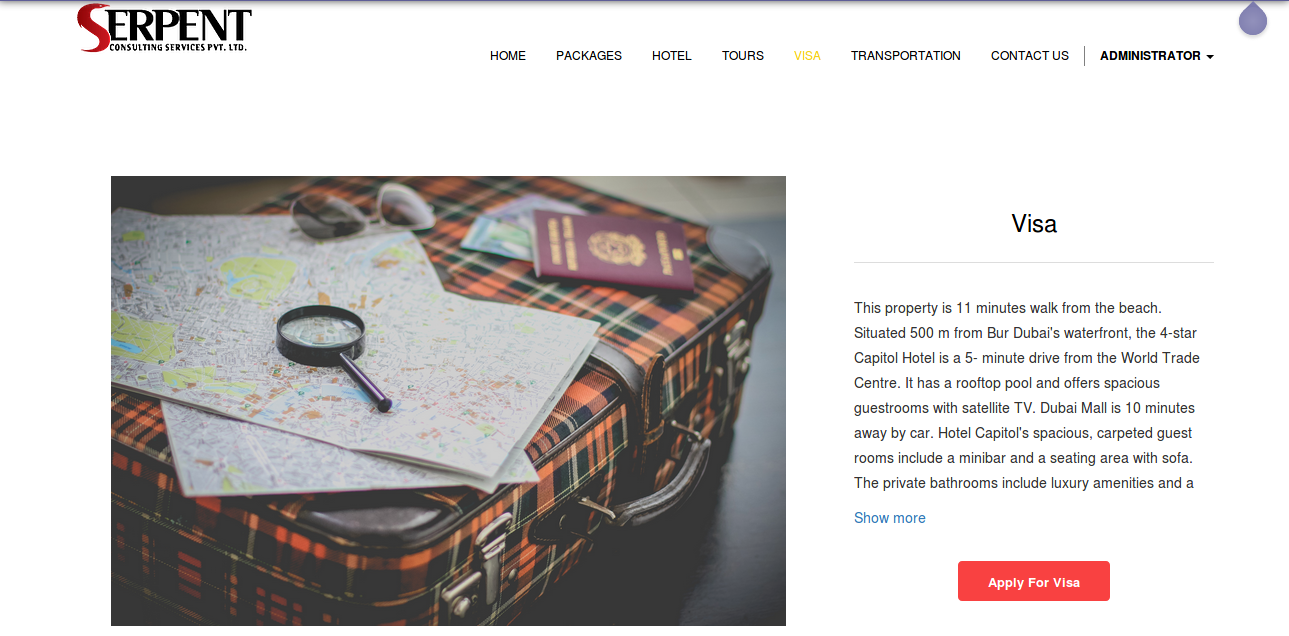 SERPENT
CONSULTING SERVICES PVT. LTD.
HOME PACKAGES HOTEL TOURS VISA TRANSPORTATION CONTACT US ADMINISTRATOR
Visa
This property is 11 minutes walk from the beach.
Situated 500 m from Bur Dubai's waterfront, the 4-star
Capitol Hotel is a 5- minute drive from the World Trade
Centre. It has a rooftop pool and offers spacious
guestrooms with satellite TV. Dubai Mall is 10 minutes
away by car. Hotel Capitol's spacious, carpeted guest
rooms include a minibar and a seating area with sofa.
The private bathrooms include luxury amenities and a
Show more
Apply For Visa